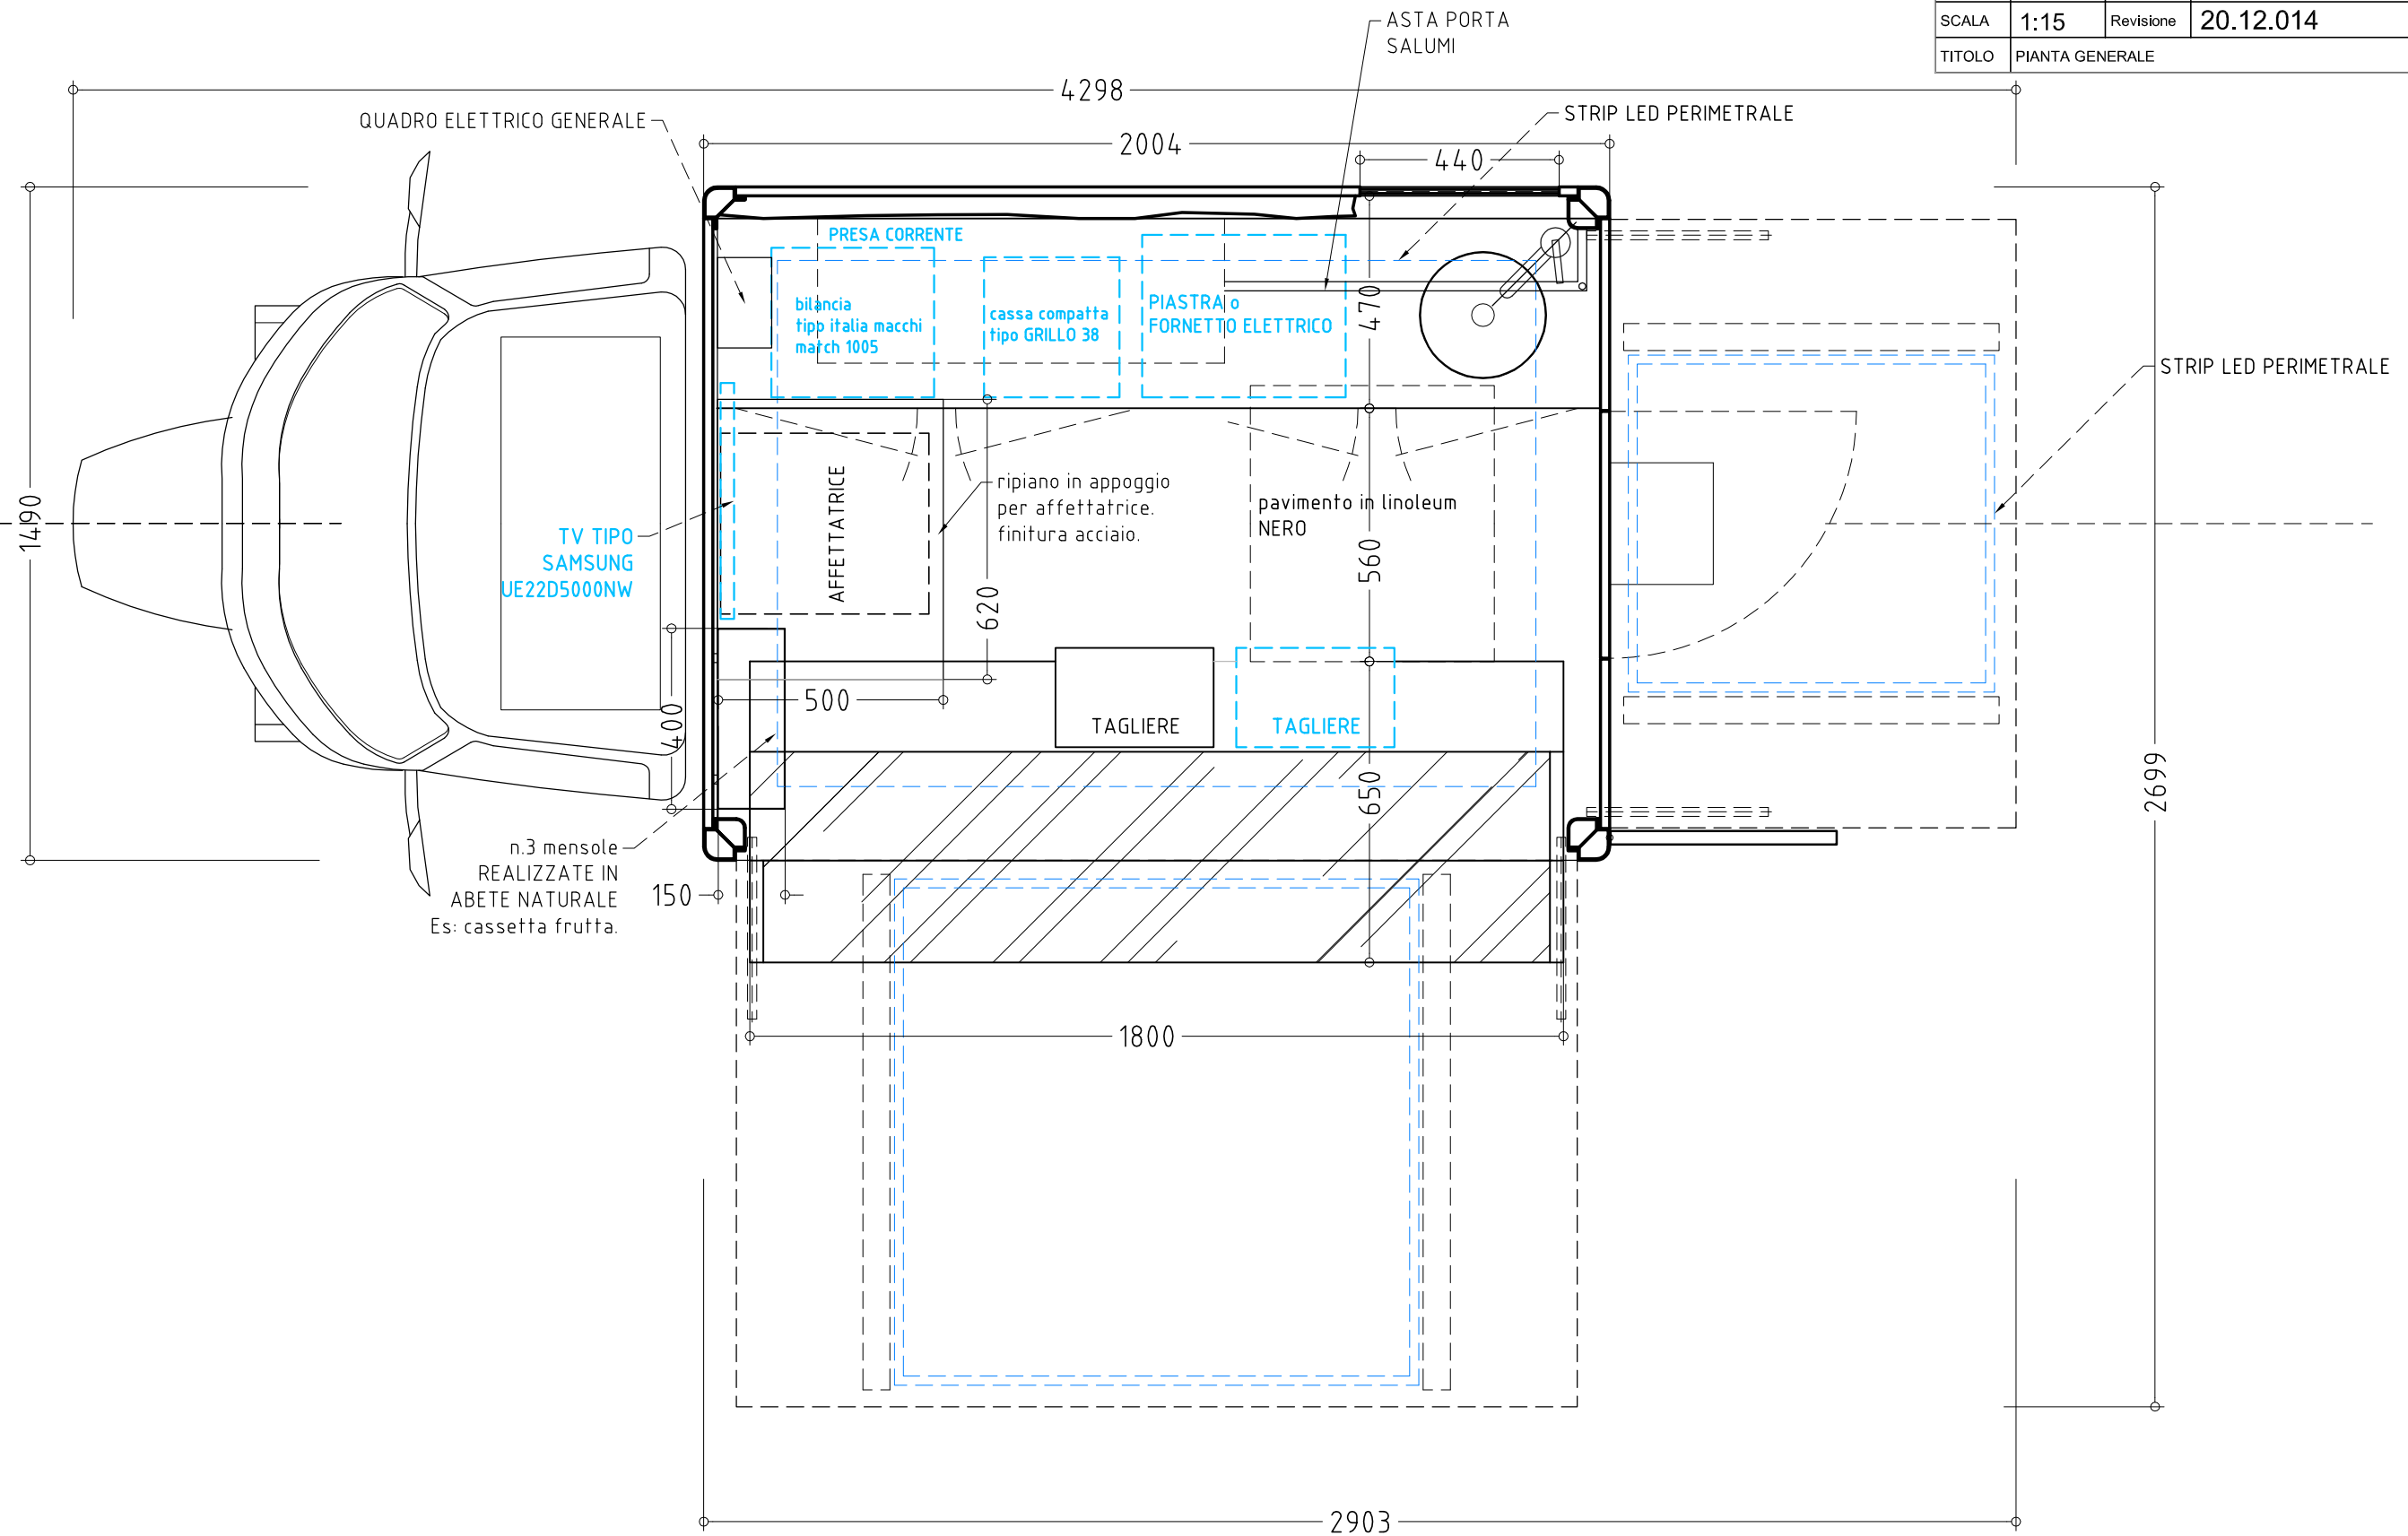 ASTA PORTA
SALUMI
SCALA 1:15 Revisione 20.12.014
TITOLO PIANTA GENERALE
4298
QUADRO ELETTRICO GENERALE
STRIP LED PERIMETRALE
2004
440
PRESA CORRENTE
bilancia
tipo italia macchi
match 1005
cassa compatta
tipo GRILLO 38
PIASTRA o
FORNETTO ELETTRICO
470
STRIP LED PERIMETRALE
1490
AFFETTATRICE
ripiano in appoggio
per affettatrice.
finitura acciaio.
pavimento in linoleum
NERO
TV TIPO
SAMSUNG
UE22D5000NW
560
620
500
400
TAGLIERE
TAGLIERE
650
2699
n.3 mensole
REALIZZATE IN
ABETE NATURALE
Es: cassetta frutta.
150
1800
2903